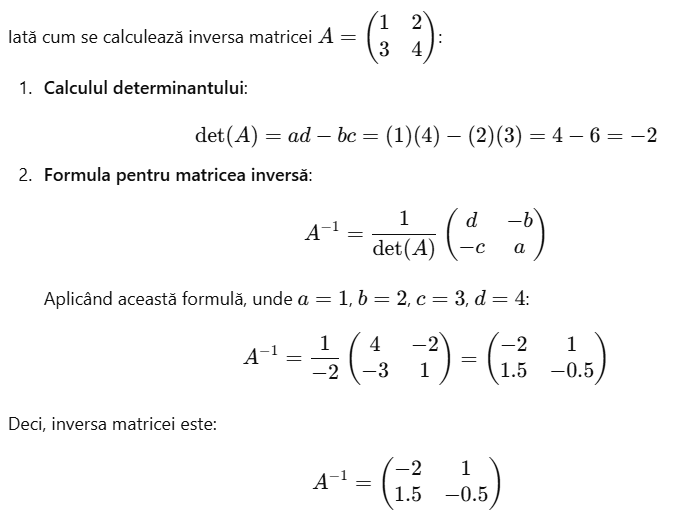 Iată cum se calculează inversa matricei $A = \begin{pmatrix} 1 & 2 \\ 3 & 4 \end{pmatrix}$:
1. Calculul determinantului:
$\det(A) = ad - bc = (1)(4) - (2)(3) = 4 - 6 = -2$
2. Formula pentru matricea inversă:
$A^{-1} = \frac{1}{\det(A)} \begin{pmatrix} d & -b \\ -c & a \end{pmatrix}$
Aplicând această formulă, unde $a = 1$, $b = 2$, $c = 3$, $d = 4$:
$A^{-1} = \frac{1}{-2} \begin{pmatrix} 4 & -2 \\ -3 & 1 \end{pmatrix} = \begin{pmatrix} -2 & 1 \\ 1.5 & -0.5 \end{pmatrix}$
Deci, inversa matricei este:
$A^{-1} = \begin{pmatrix} -2 & 1 \\ 1.5 & -0.5 \end{pmatrix}$